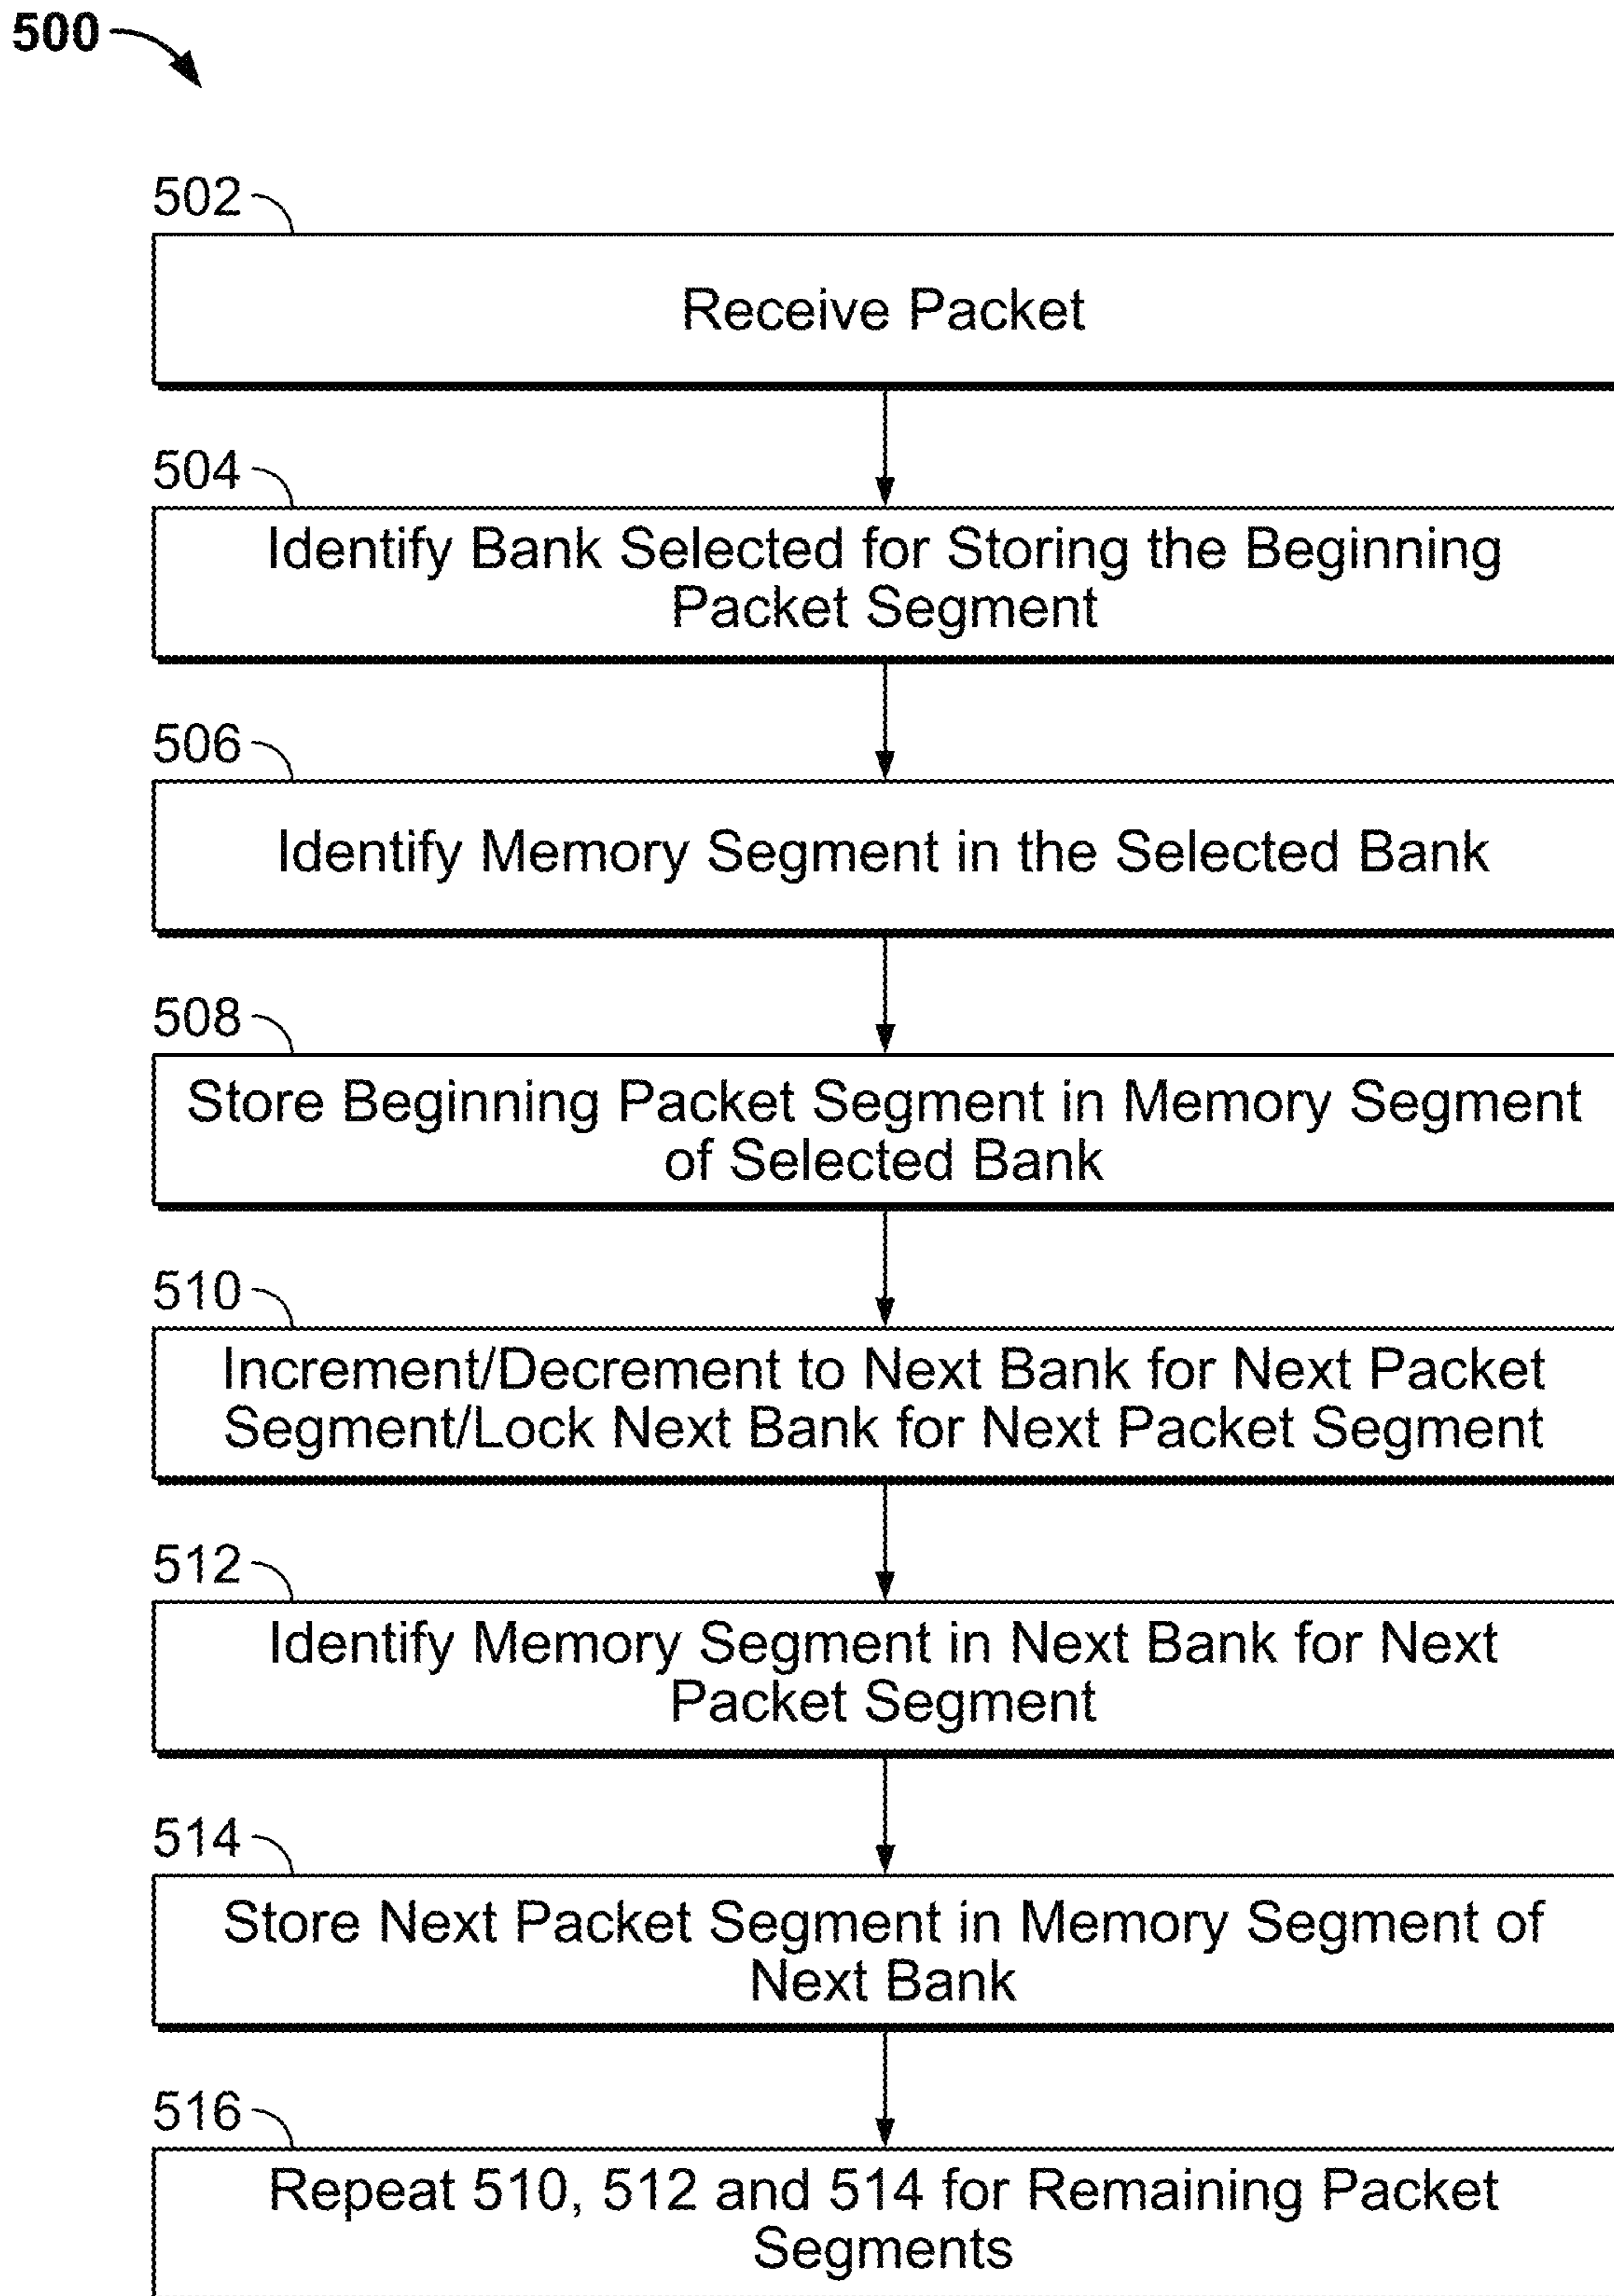 500
502
Receive Packet
504
Identify Bank Selected for Storing the Beginning
Packet Segment
506
Identify Memory Segment in the Selected Bank
508
Store Beginning Packet Segment in Memory Segment
of Selected Bank
510
Increment/Decrement to Next Bank for Next Packet
Segment/Lock Next Bank for Next Packet Segment
512
Identify Memory Segment in Next Bank for Next
Packet Segment
514
Store Next Packet Segment in Memory Segment of
Next Bank
516
Repeat 510, 512 and 514 for Remaining Packet
Segments